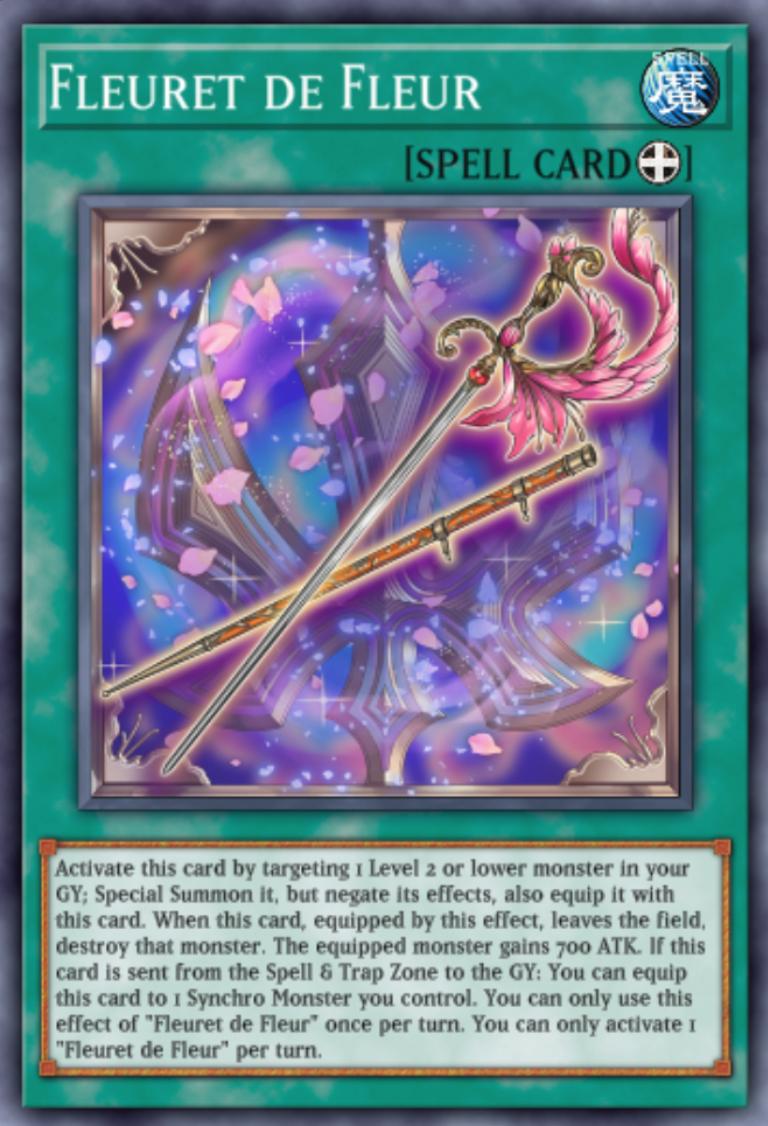 FLEURET DE FLEUR
SPELL
魔
[SPELL CARD]
Activate this card by targeting 1 Level 2 or lower monster in your
GY; Special Summon it, but negate its effects, also equip it with
this card. When this card, equipped by this effect, leaves the field,
destroy that monster. The equipped monster gains 700 ATK. If this
card is sent from the Spell & Trap Zone to the GY: You can equip
this card to 1 Synchro Monster you control. You can only use this
effect of "Fleuret de Fleur" once per turn. You can only activate 1
"Fleuret de Fleur" per turn.